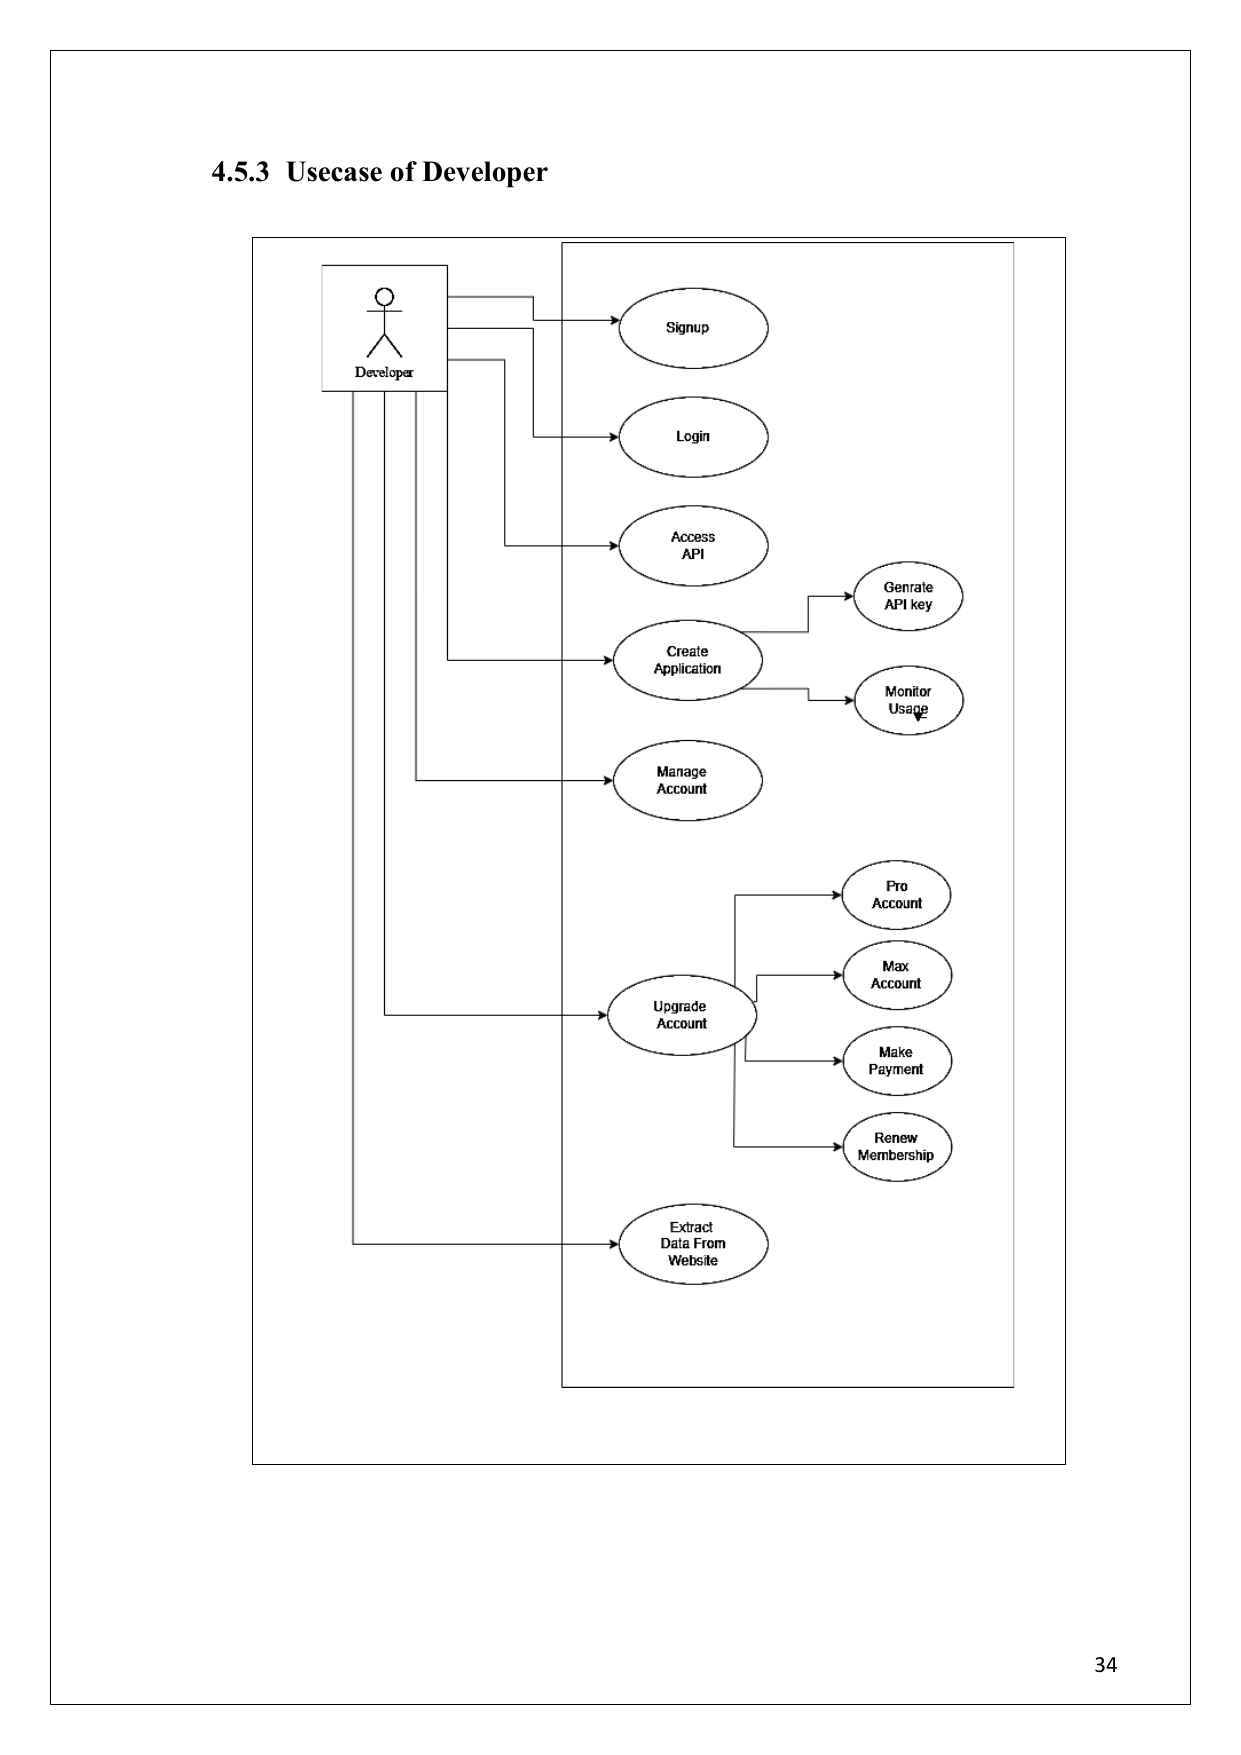 4.5.3 Usecase of Developer
Developer
Signup
Login
Access
API
Genrate
API key
Create
Application
Monitor
Usage
Manage
Account
Pro
Account
Max
Account
Upgrade
Account
Make
Payment
Renew
Membership
Extract
Data From
Website
34